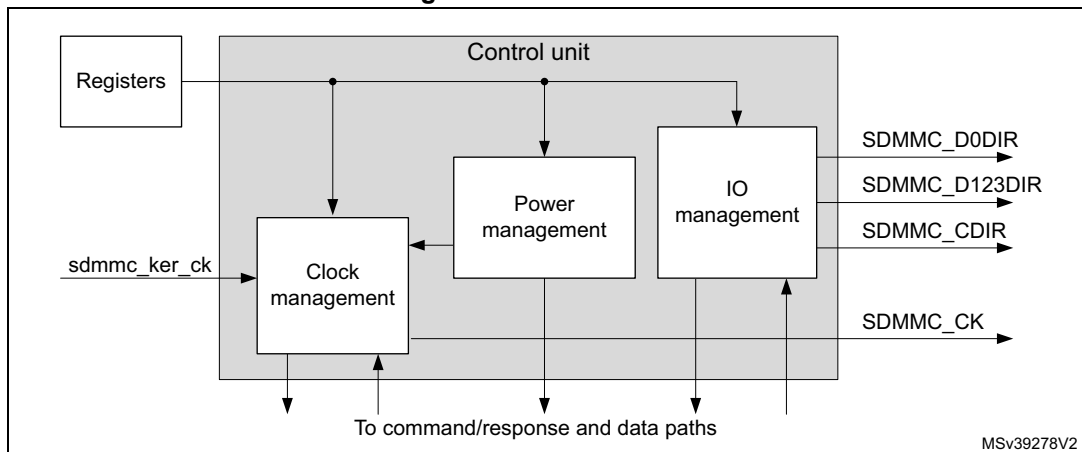 Control unit
Registers
SDMMC_D0DIR
SDMMC_D123DIR
SDMMC_CDIR
IO
management
Power
management
sdmmc_ker_ck
Clock
management
SDMMC_CK
To command/response and data paths
MSv39278V2